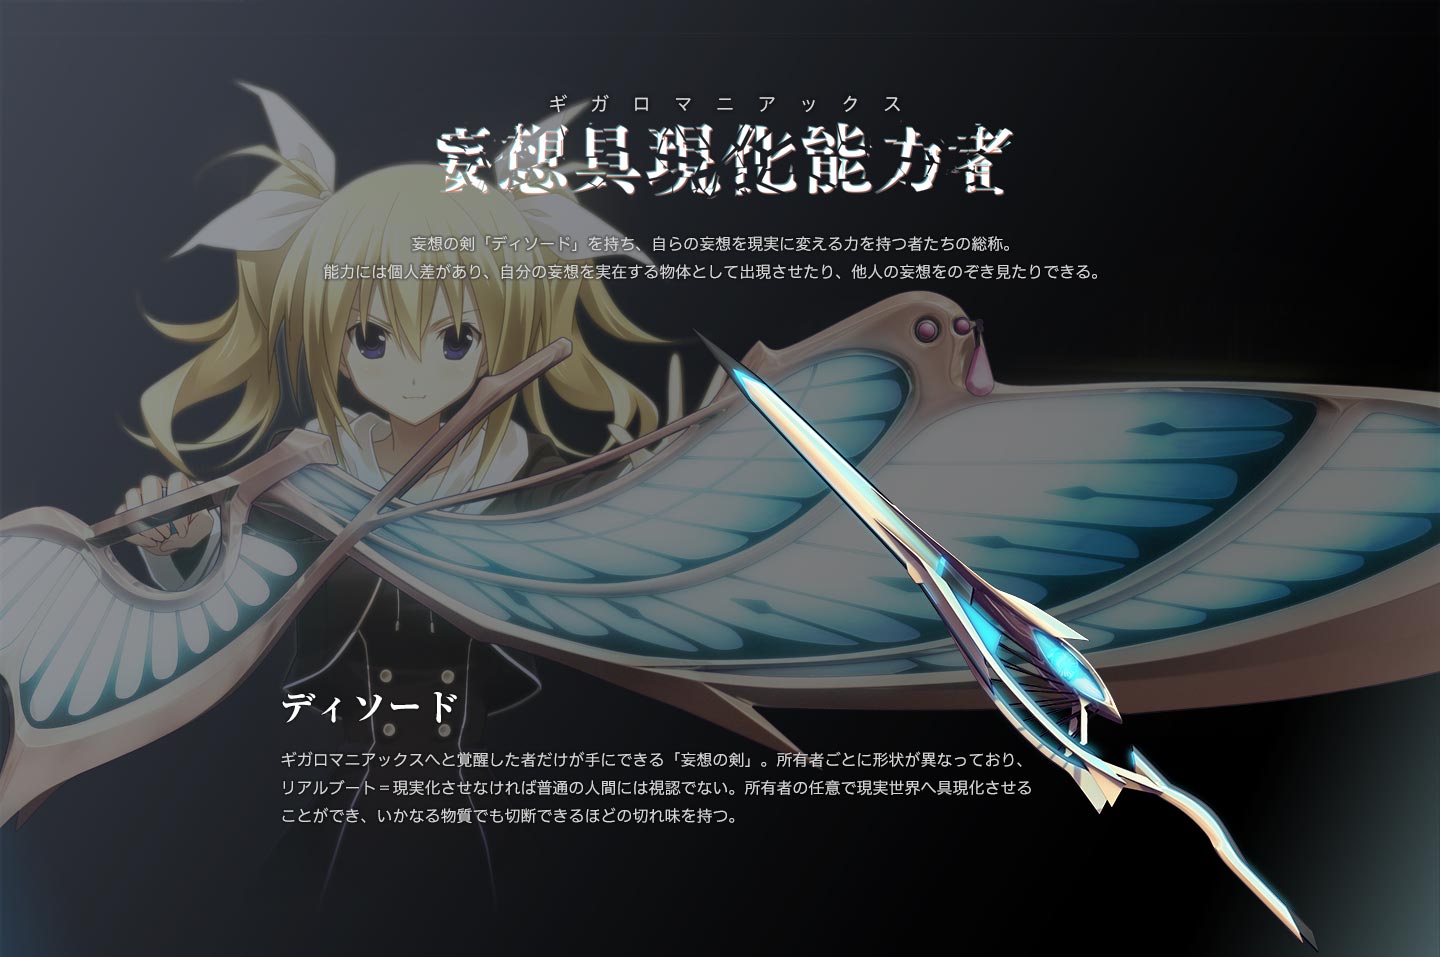 ギガロマニアックス
妄想具現化能力者
妄想の剣「ディソード」を持ち、自らの妄想を現実に変える力を持つ者たちの総称。
能力には個人差があり、自分の妄想を実在する物体として出現させたり、他人の妄想をのぞき見たりできる。
ディソード
ギガロマニアックスへと覚醒した者だけが手にできる「妄想の剣」。所有者ごとに形状が異なっており、
リアルブート＝現実化させなければ普通の人間には視認でない。所有者の任意で現実世界へ具現化させる
ことができ、いかなる物質でも切断できるほどの切れ味を持つ。